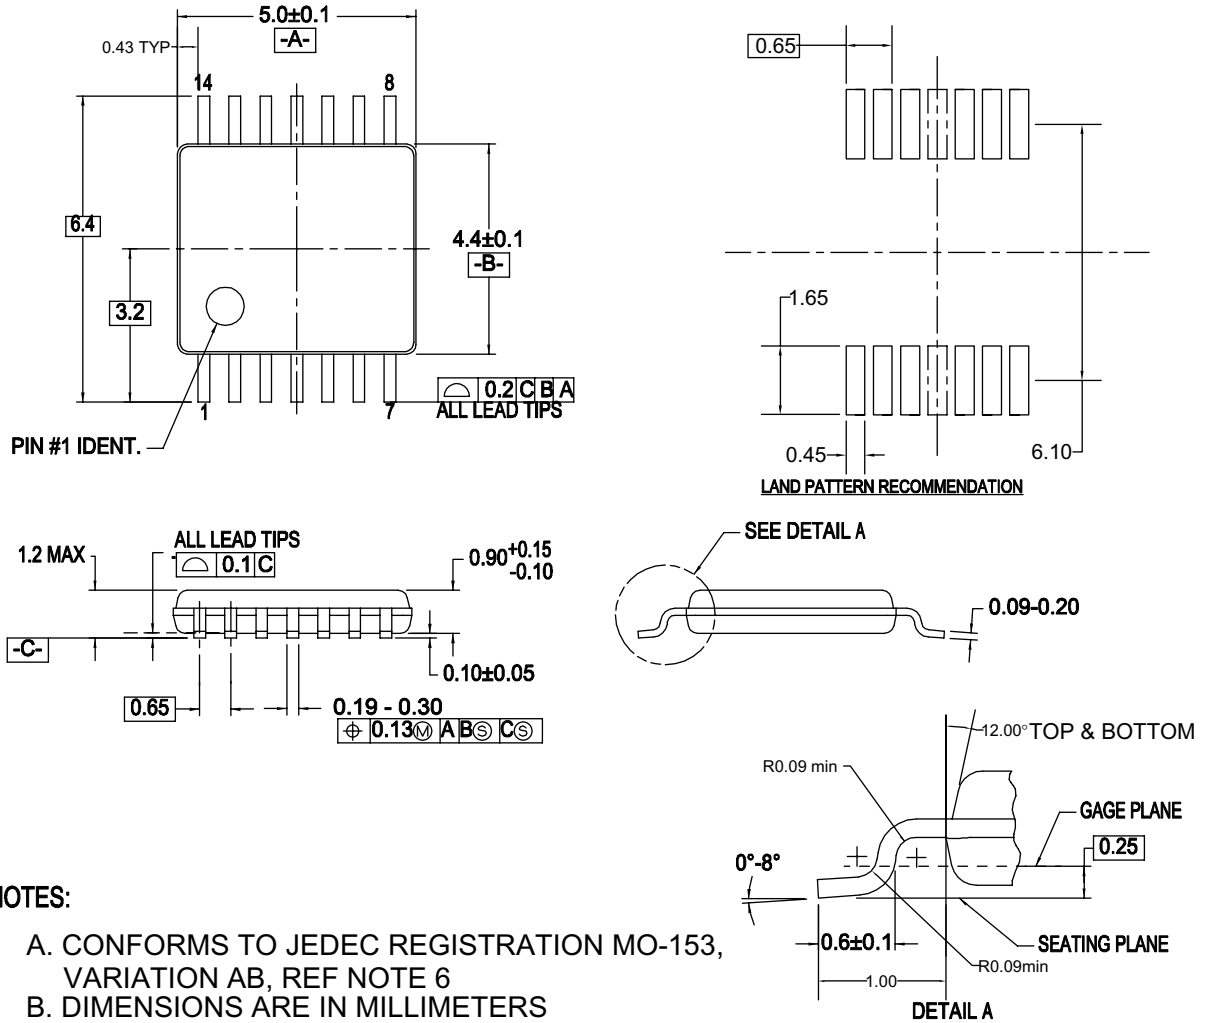 5.0±0.1
-A-
0.43 TYP
14
8
6.4
3.2
4.4±0.1
-B-
0.2 C B A
ALL LEAD TIPS
1
7
PIN #1 IDENT.
0.65
1.65
0.45
6.10
LAND PATTERN RECOMMENDATION
1.2 MAX
ALL LEAD TIPS
0.1 C
0.90+0.15
-0.10
-C-
0.10±0.05
0.65
0.19 - 0.30
⌖ 0.13Ⓜ A BⓈ CⓈ
SEE DETAIL A
0.09-0.20
12.00° TOP & BOTTOM
R0.09 min
GAGE PLANE
0.25
0°-8°
0.6±0.1
SEATING PLANE
R0.09min
1.00
DETAIL A
NOTES:
A. CONFORMS TO JEDEC REGISTRATION MO-153,
VARIATION AB, REF NOTE 6
B. DIMENSIONS ARE IN MILLIMETERS